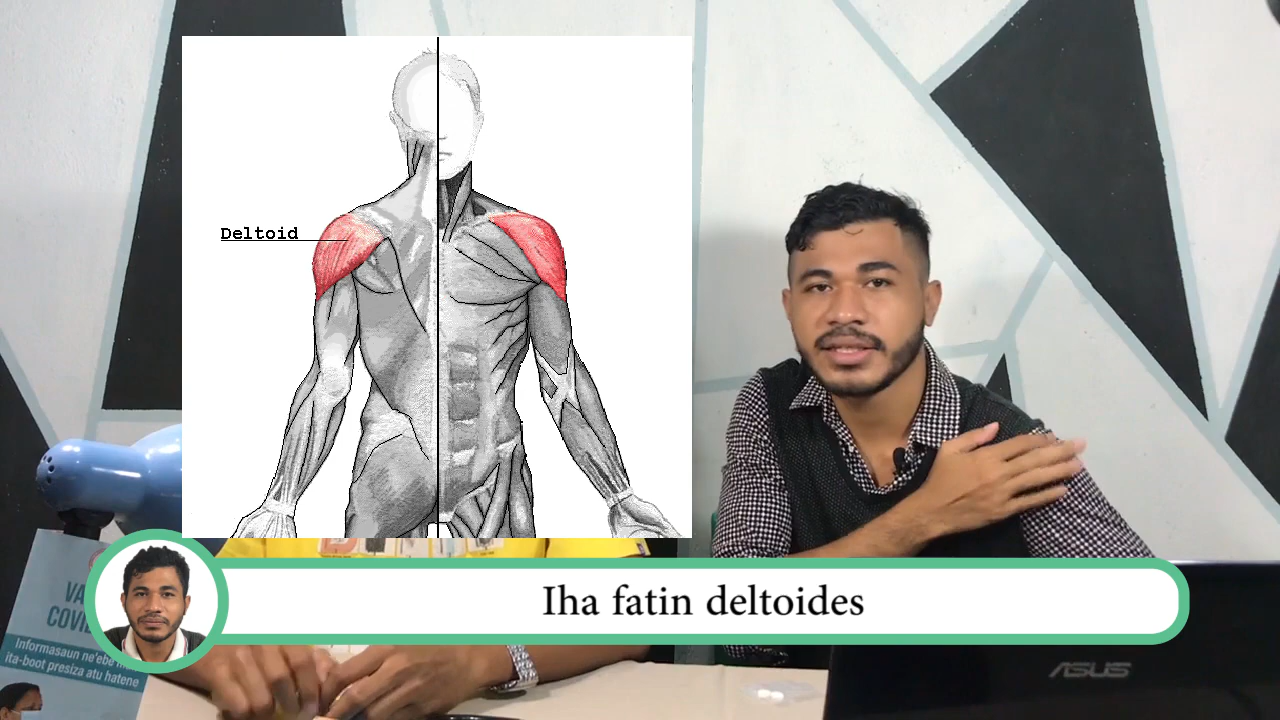 Deltoid
Iha fatin deltoides
Informasaun ne'ebé
ita-boot presiza atu hatene
ASUS